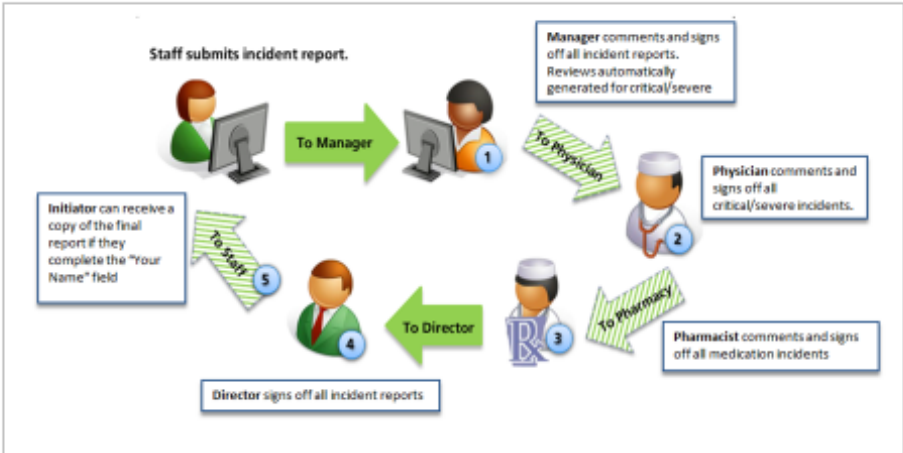 Staff submits incident report.
Manager comments and signs
off all incident reports.
Reviews automatically
generated for critical/severe
To Manager
1
To Physician
Physician comments and
signs off all
critical/severe incidents.
2
To Pharmacy
Pharmacist comments and signs
off all medication incidents
3
Rx
To Director
4
Director signs off all incident reports
5
To Staff
Initiator can receive a
copy of the final
report if they
complete the “Your
Name” field